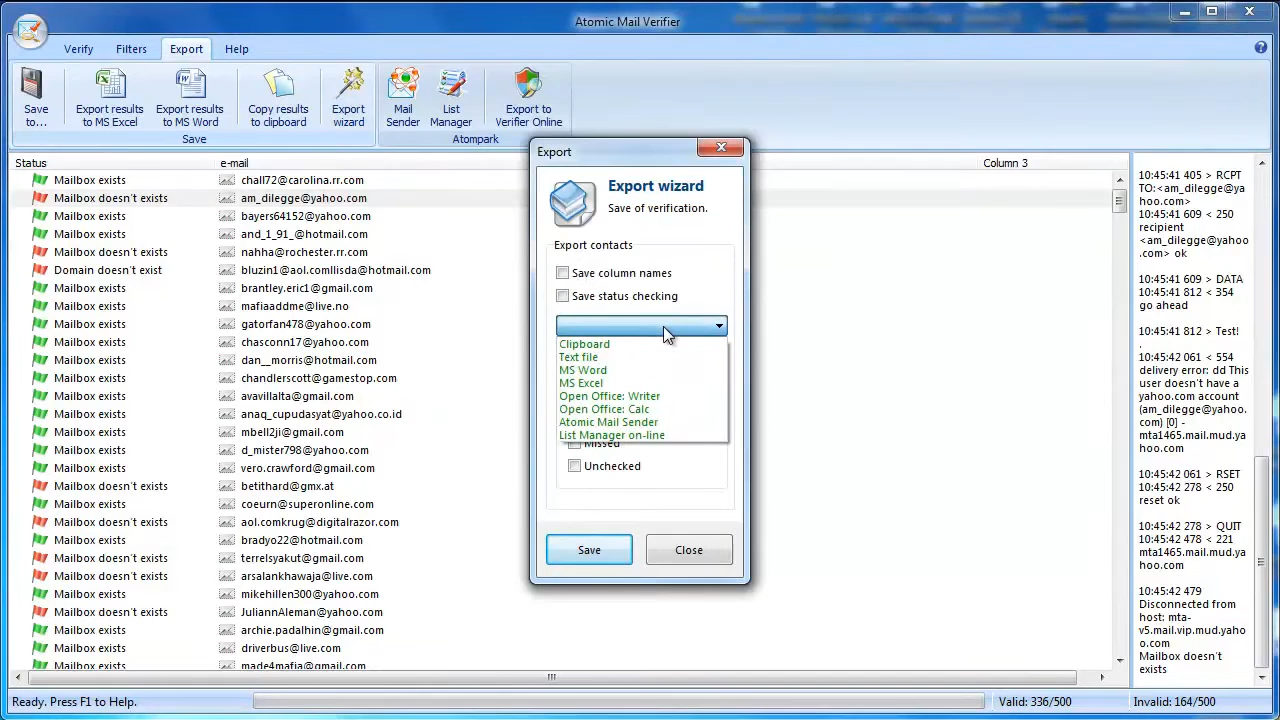 Atomic Mail Verifier
Verify Filters Export Help
Save to...
Export results to MS Excel
Export results to MS Word
Copy results to clipboard
Export wizard
Mail Sender
List Manager
Export to Verifier Online
Save
Atompark
Status e-mail Column 3
Mailbox exists chall72@carolina.rr.com
Mailbox doesn't exists am_dilegge@yahoo.com
Mailbox exists bayers64152@yahoo.com
Mailbox exists and_1_91_@hotmail.com
Mailbox doesn't exists nahha@rochester.rr.com
Domain doesn't exist bluzin1@aol.comllisda@hotmail.com
Mailbox exists brantley.eric1@gmail.com
Mailbox exists mafiaaddme@live.no
Mailbox exists gatorfan478@yahoo.com
Mailbox exists chasconn17@yahoo.com
Mailbox exists dan__morris@hotmail.com
Mailbox exists chandlerscott@gamestop.com
Mailbox exists avavillalta@gmail.com
Mailbox exists anaq_cupudasyat@yahoo.co.id
Mailbox exists mbell2ji@gmail.com
Mailbox exists d_mister798@yahoo.com
Mailbox exists vero.crawford@gmail.com
Mailbox doesn't exists betithard@gmx.at
Mailbox exists coeurn@superonline.com
Mailbox doesn't exists aol.comkrug@digitalrazor.com
Mailbox exists bradyo22@hotmail.com
Mailbox doesn't exists terrelsyakut@gmail.com
Mailbox doesn't exists arsalankhawaja@live.com
Mailbox exists mikehillen300@yahoo.com
Mailbox doesn't exists JuliannAleman@yahoo.com
Mailbox exists archie.padalhin@gmail.com
Mailbox exists driverbus@live.com
Mailbox exists made4mafia@gmail.com
Export
Export wizard
Save of verification.
Export contacts
Save column names
Save status checking
Clipboard
Text file
MS Word
MS Excel
Open Office: Writer
Open Office: Calc
Atomic Mail Sender
List Manager on-line
Missed
Unchecked
Save Close
10:45:41 405 > RCPT
TO:<am_dilegge@ya
hoo.com>
10:45:41 609 < 250
recipient
<am_dilegge@yahoo
.com> ok
10:45:41 609 > DATA
10:45:41 812 < 354
go ahead
10:45:41 812 > Test!
.
10:45:42 061 < 554
delivery error: dd This
user doesn't have a
yahoo.com account
(am_dilegge@yahoo.
com) [0] -
mta1465.mail.mud.ya
hoo.com
10:45:42 061 > RSET
10:45:42 278 < 250
reset ok
10:45:42 278 > QUIT
10:45:42 478 < 221
mta1465.mail.mud.ya
hoo.com
10:45:42 479
Disconnected from
host: mta-
v5.mail.vip.mud.yaho
o.com
Mailbox doesn't
exists
Ready. Press F1 to Help. Valid: 336/500 Invalid: 164/500